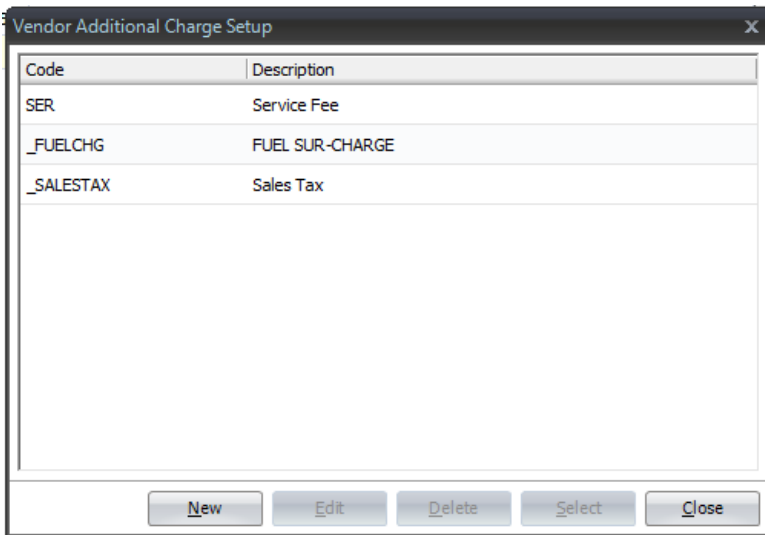 Vendor Additional Charge Setup x
Code Description
SER Service Fee
_FUELCHG FUEL SUR-CHARGE
_SALESTAX Sales Tax
New Edit Delete Select Close